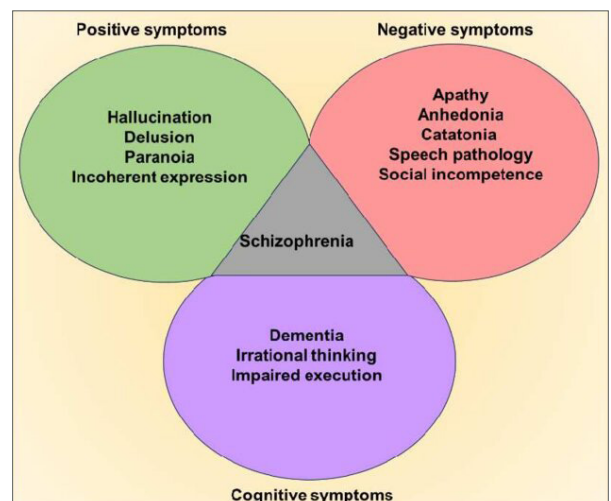 Positive symptoms
Hallucination
Delusion
Paranoia
Incoherent expression
Negative symptoms
Apathy
Anhedonia
Catatonia
Speech pathology
Social incompetence
Schizophrenia
Dementia
Irrational thinking
Impaired execution
Cognitive symptoms